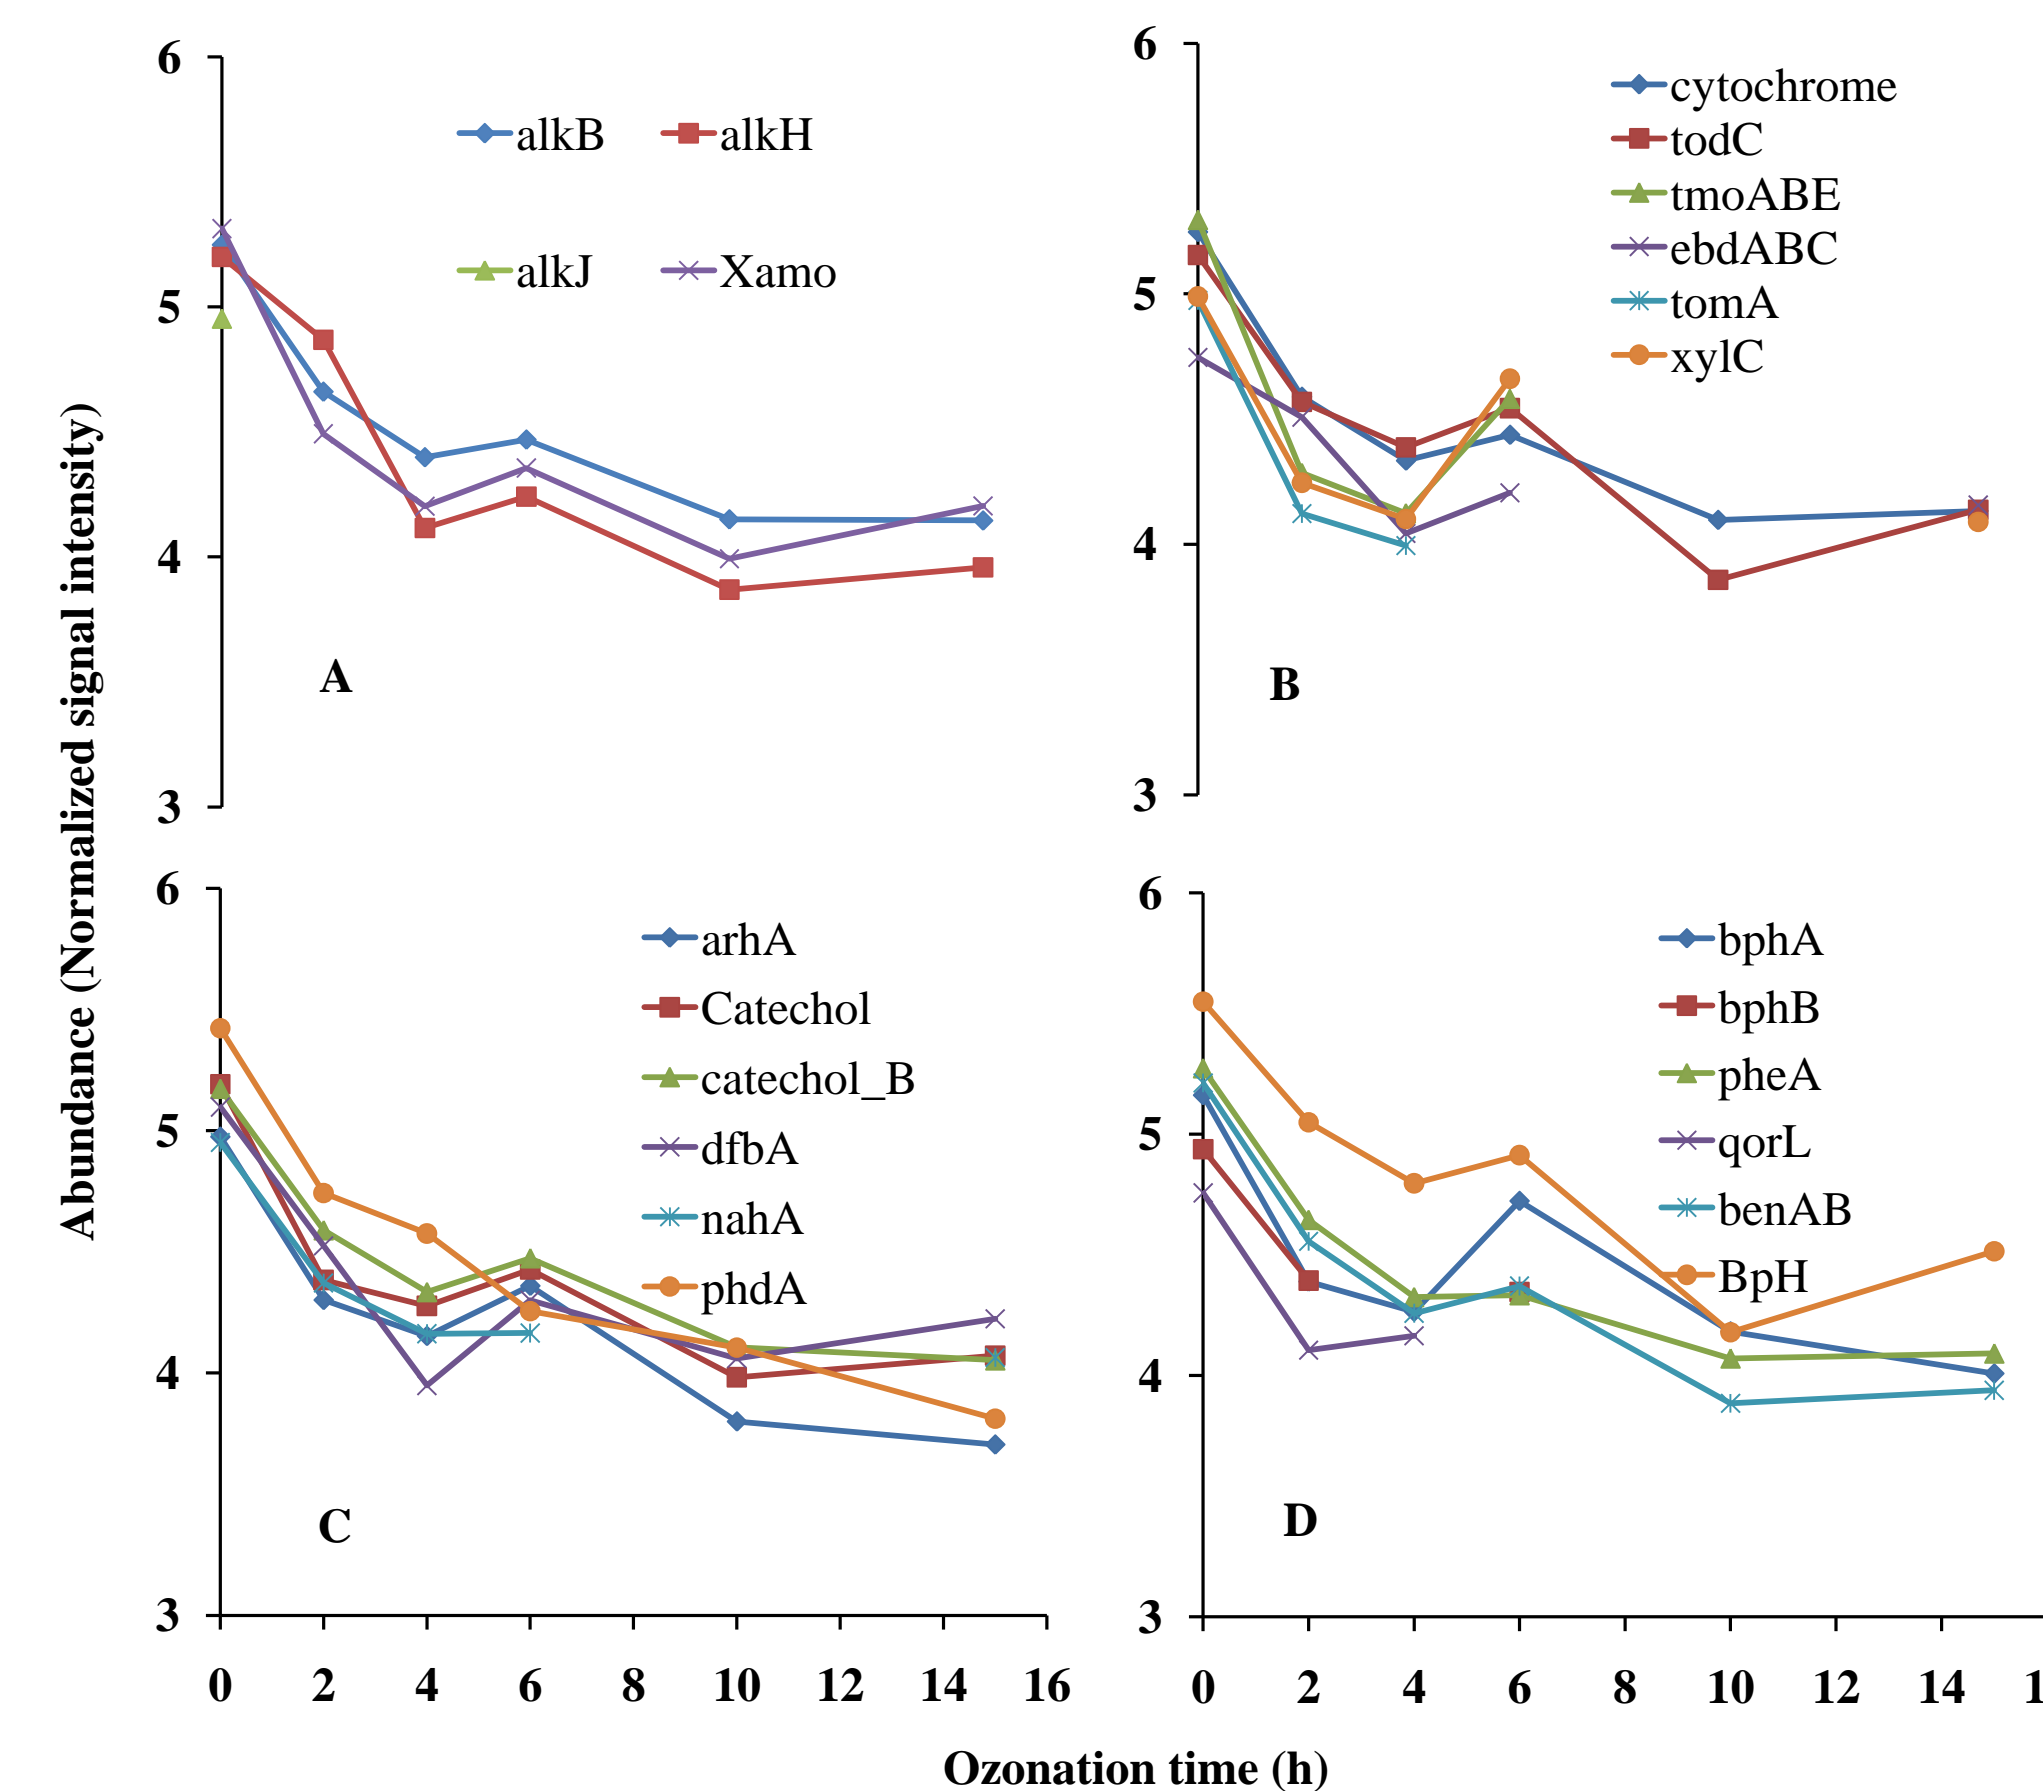 Abundance (Normalized signal intensity)
6
5
4
3
alkB
alkH
alkJ
Xamo
A
6
5
4
3
cytochrome
todC
tmoABE
ebdABC
tomA
xylC
B
6
5
4
3
arhA
Catechol
catechol_B
dfbA
nahA
phdA
C
0 2 4 6 8 10 12 14 16
6
5
4
3
bphA
bphB
pheA
qorL
benAB
BpH
D
0 2 4 6 8 10 12 14 1
Ozonation time (h)